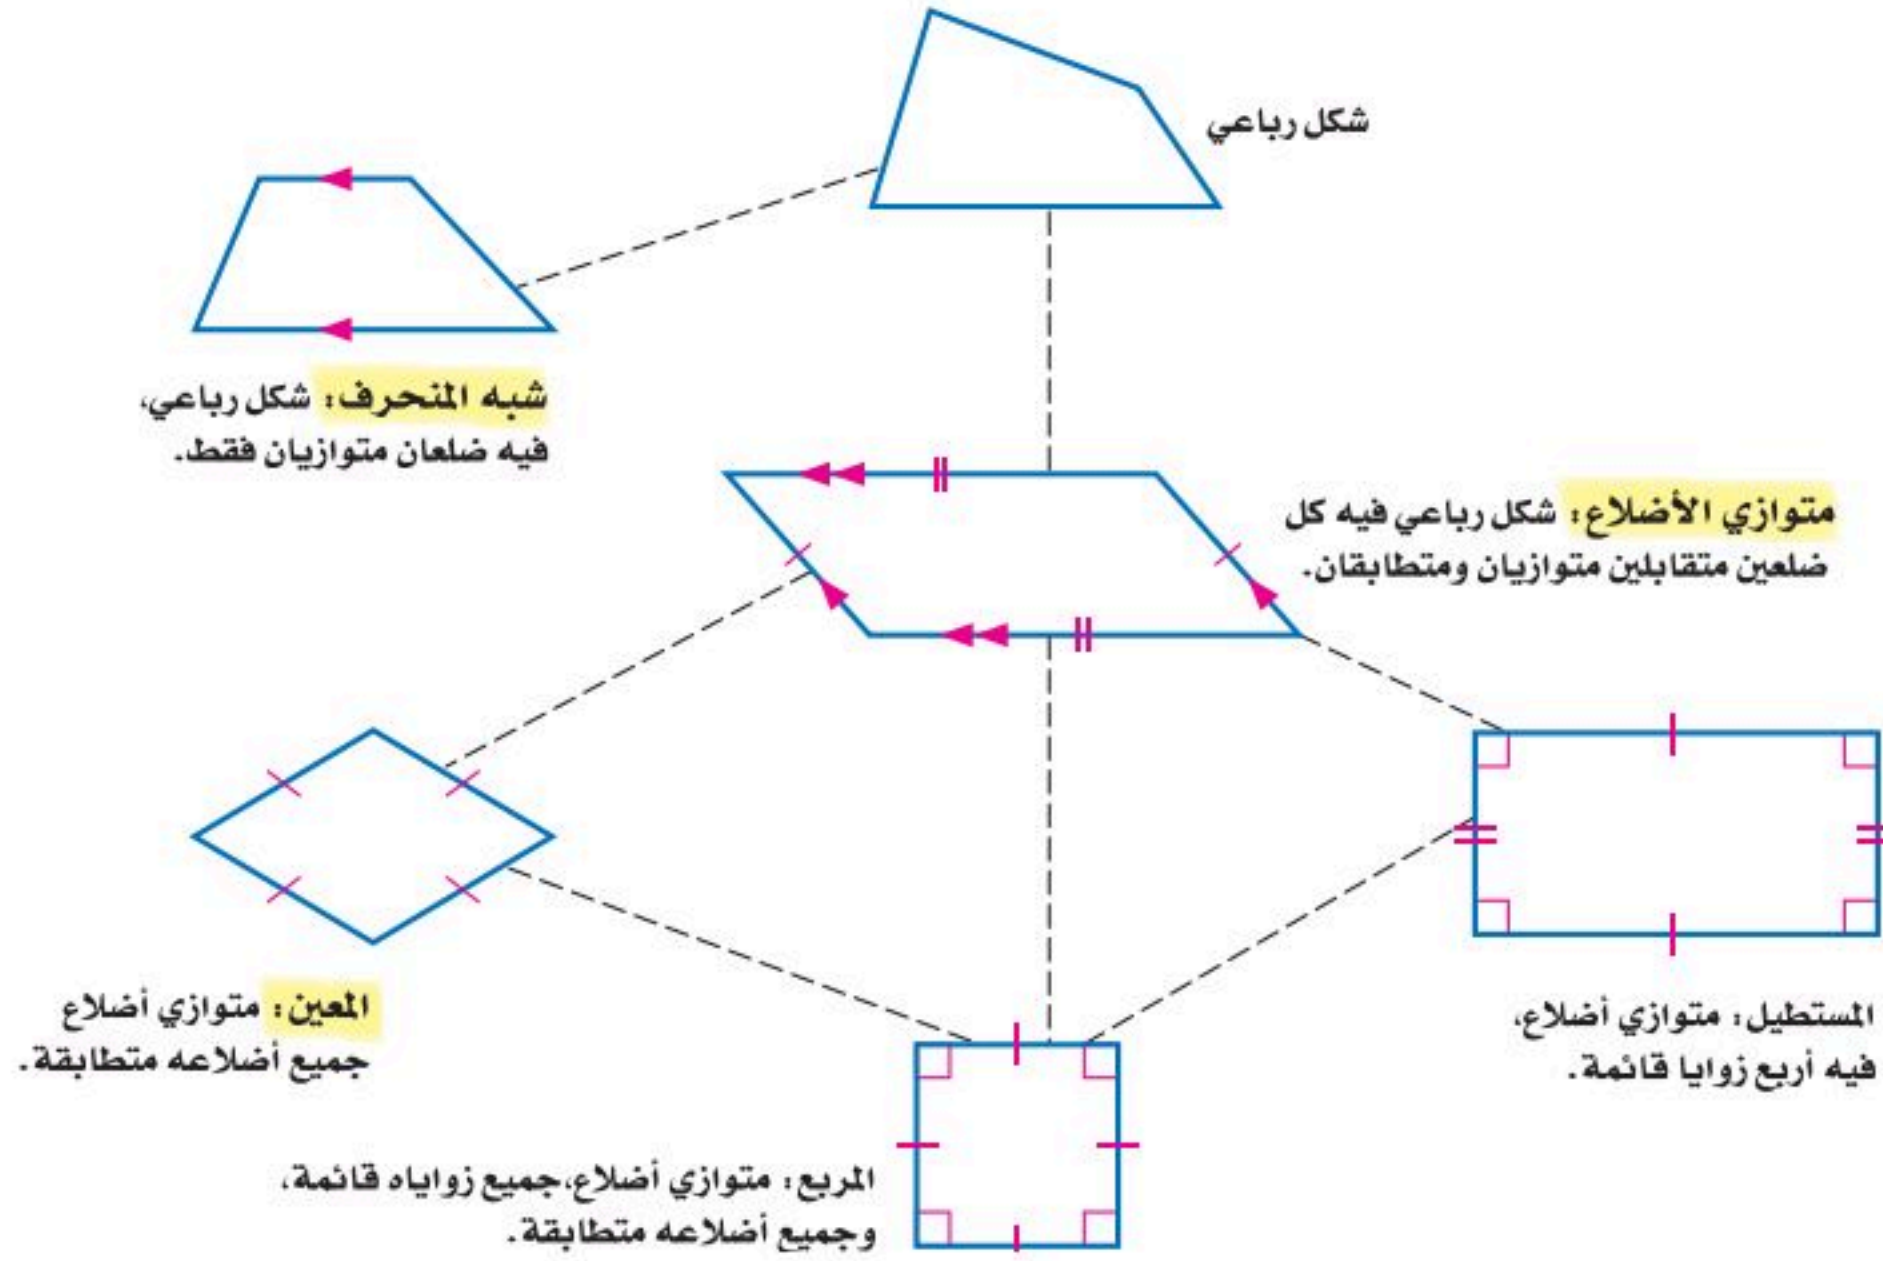 شكل رباعي
شبه المنحرف: شكل رباعي،
فيه ضلعان متوازيان فقط.
متوازي الأضلاع: شكل رباعي فيه كل
ضلعين متقابلين متوازيان ومتطابقان.
المعين: متوازي أضلاع
جميع أضلاعه متطابقة.
المستطيل: متوازي أضلاع،
فيه أربع زوايا قائمة.
المربع: متوازي أضلاع،جميع زواياه قائمة،
وجميع أضلاعه متطابقة.